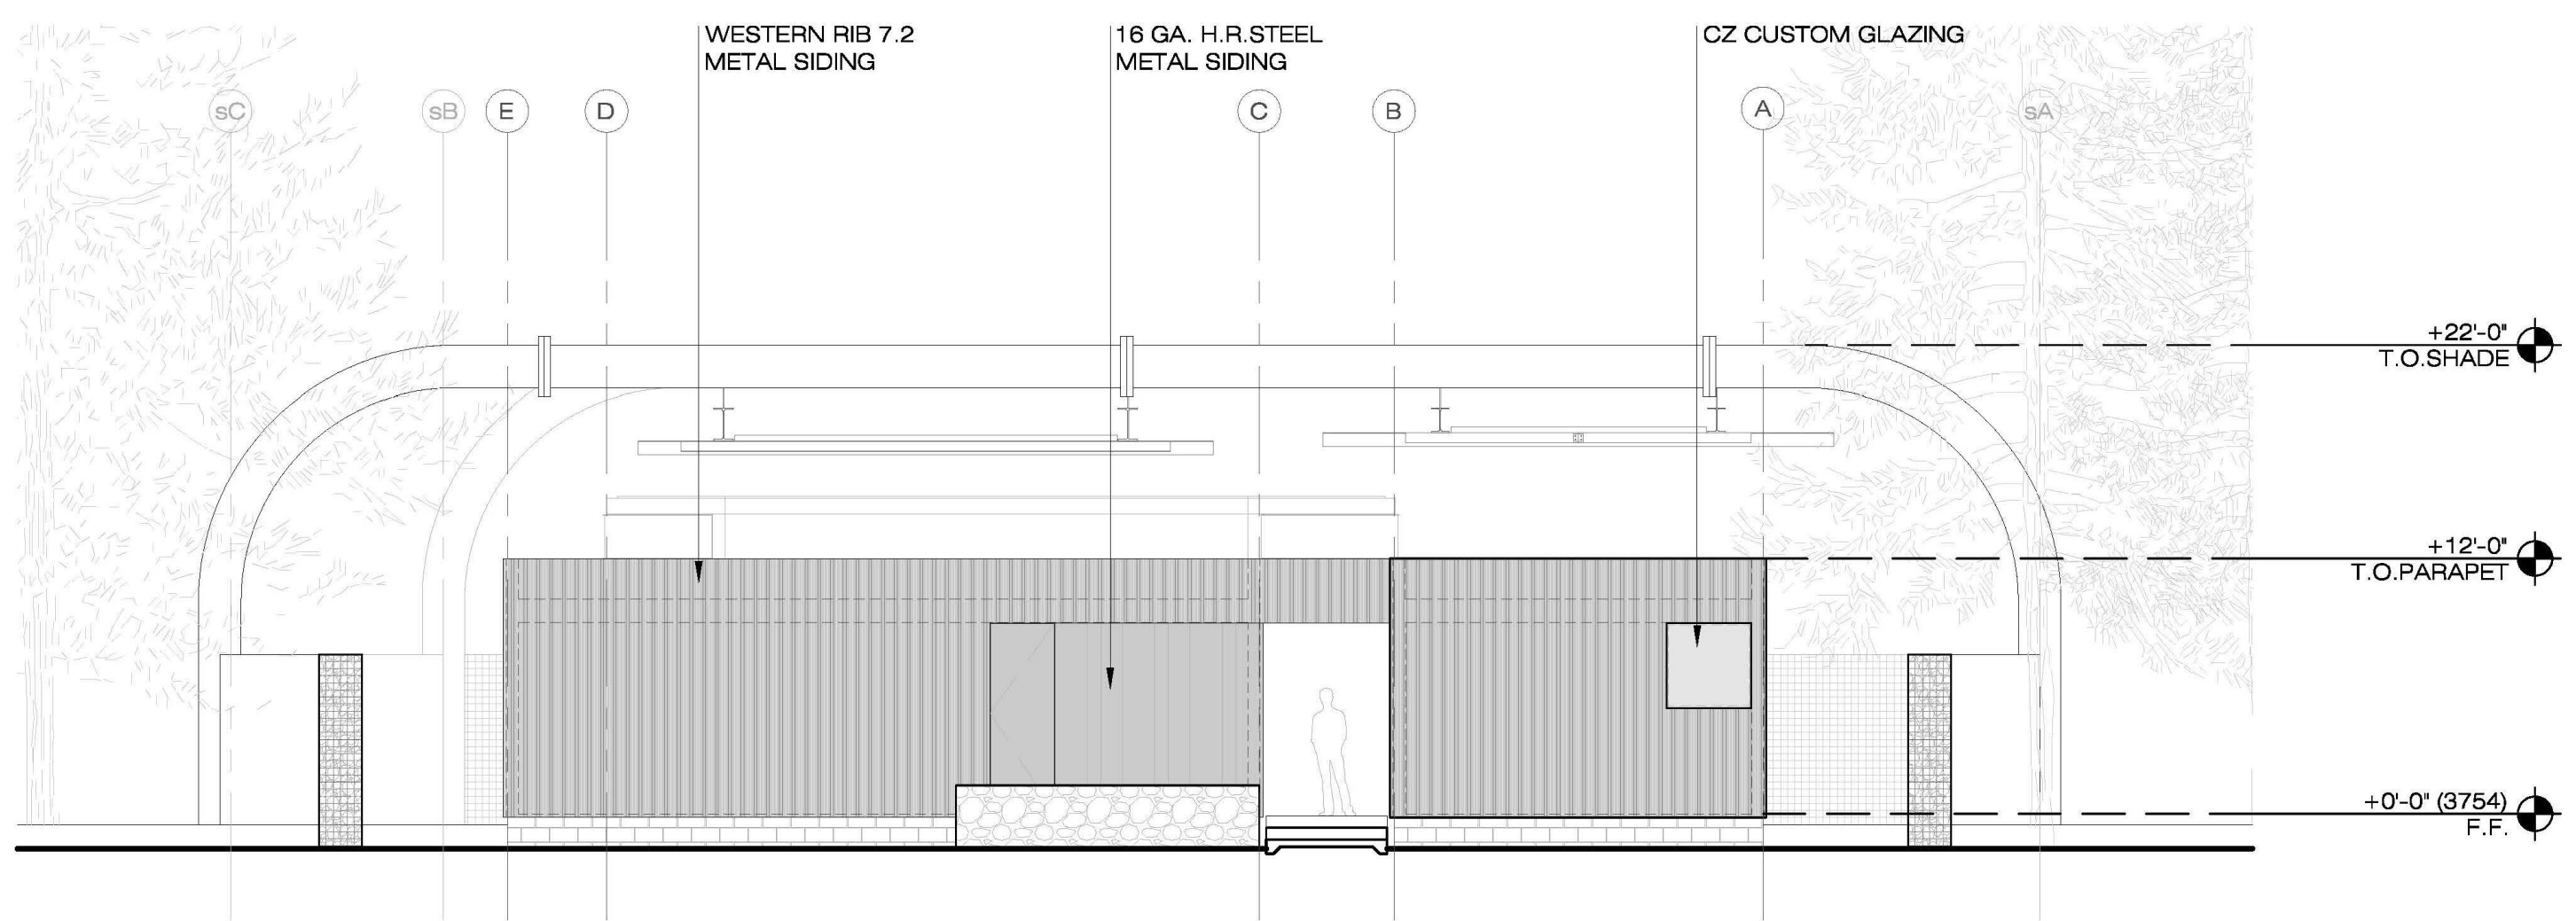 WESTERN RIB 7.2
METAL SIDING
16 GA. H.R.STEEL
METAL SIDING
CZ CUSTOM GLAZING
sC
sB
E
D
C
B
A
sA
+22'-0"
T.O.SHADE
+12'-0"
T.O.PARAPET
+0'-0" (3754)
F.F.